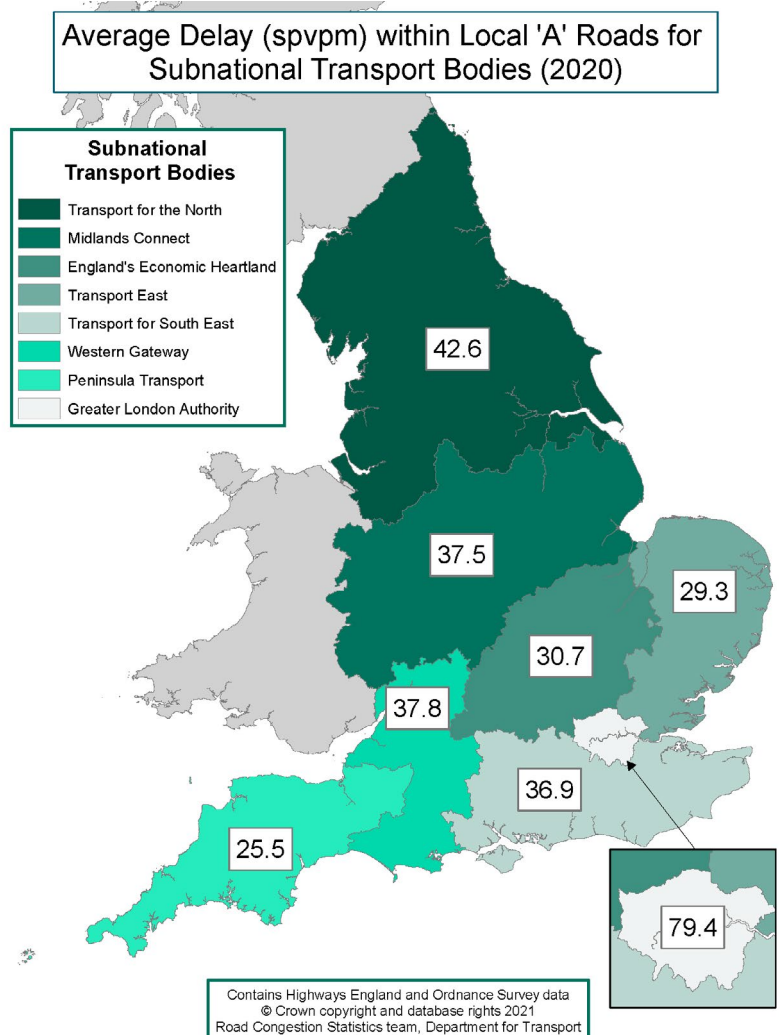 Average Delay (spvpm) within Local 'A' Roads for
Subnational Transport Bodies (2020)
Subnational
Transport Bodies
Transport for the North
Midlands Connect
England's Economic Heartland
Transport East
Transport for South East
Western Gateway
Peninsula Transport
Greater London Authority
42.6
37.5
29.3
30.7
37.8
36.9
25.5
79.4
Contains Highways England and Ordnance Survey data
© Crown copyright and database rights 2021
Road Congestion Statistics team, Department for Transport